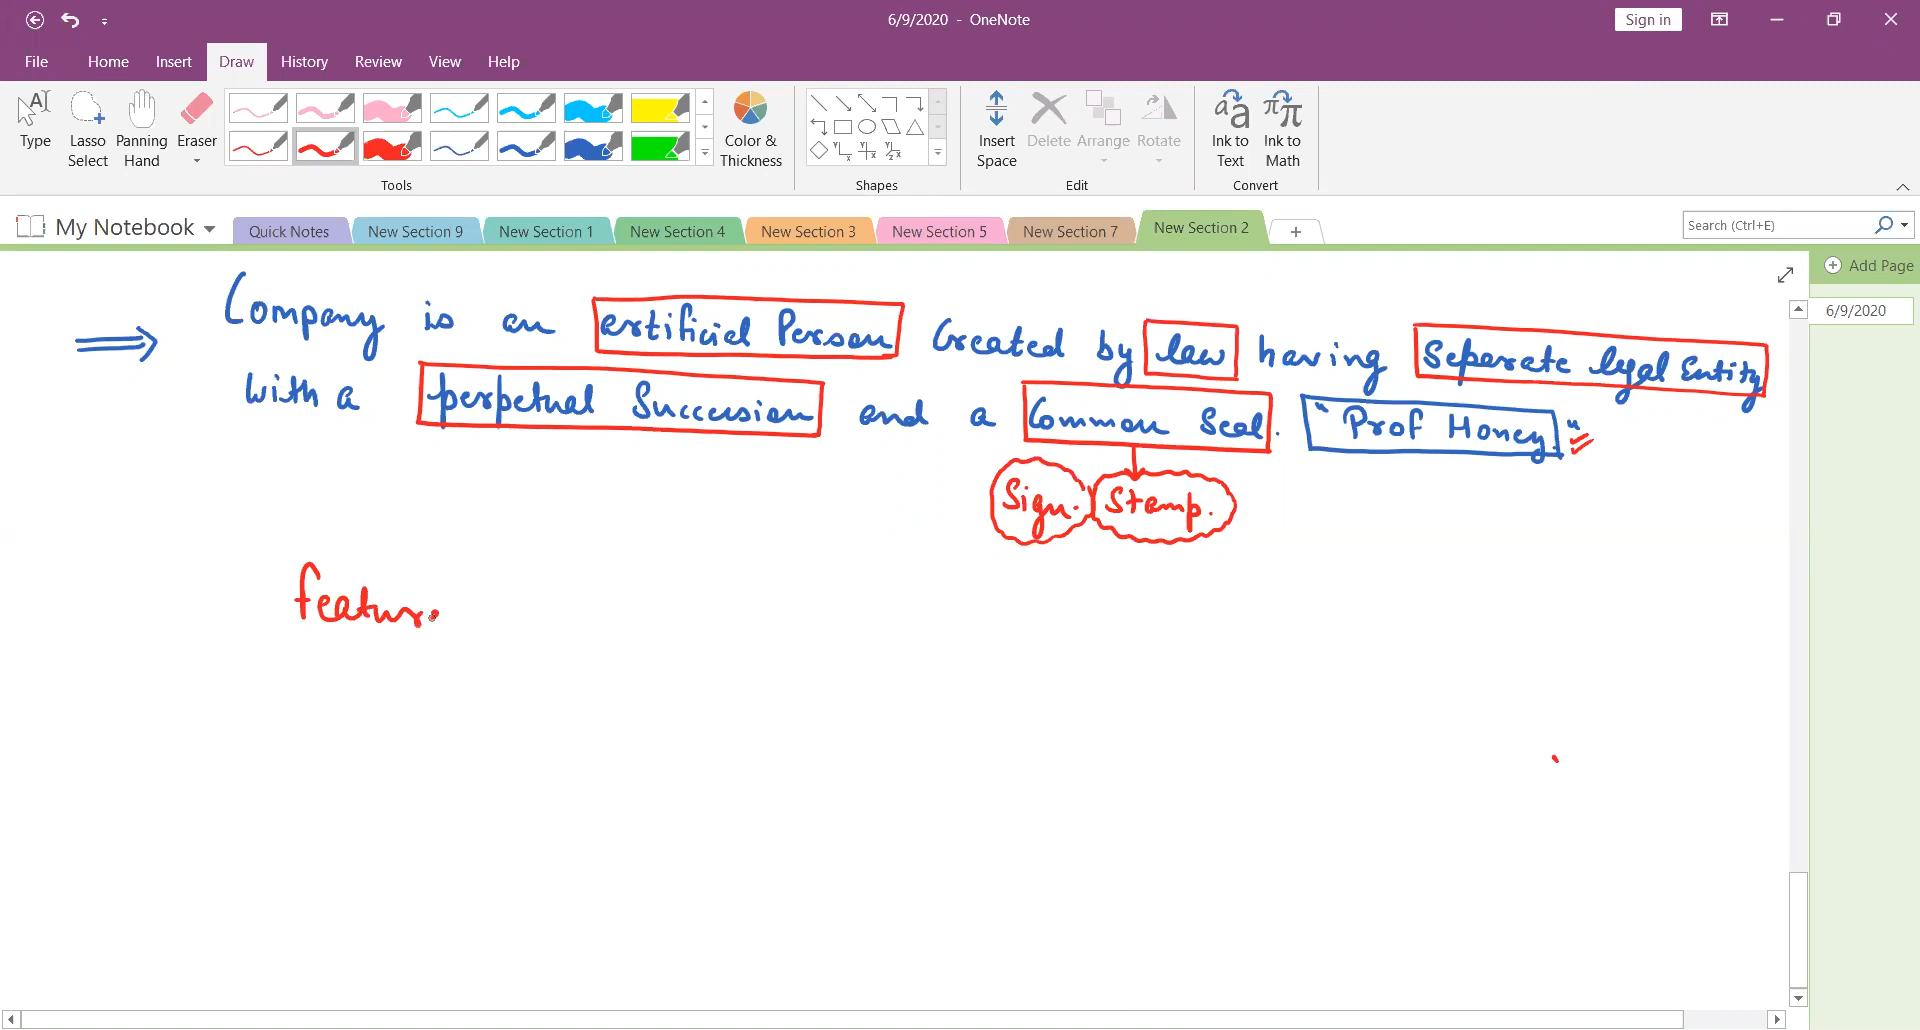 6/9/2020 - OneNote
Sign in
File Home Insert Draw History Review View Help
Type
Lasso Select
Panning Hand
Eraser
Color & Thickness
Insert Space
Delete
Arrange
Rotate
Ink to Text
Ink to Math
Tools
Shapes
Edit
Convert
My Notebook
Quick Notes
New Section 9
New Section 1
New Section 4
New Section 3
New Section 5
New Section 7
New Section 2
Search (Ctrl+E)
Add Page
6/9/2020
⇒ Company is an artificial Person Created by law having Seperate legal Entity
with a perpetual Succession and a Common Seal. "Prof Honey."
Sign. Stamp.
featur